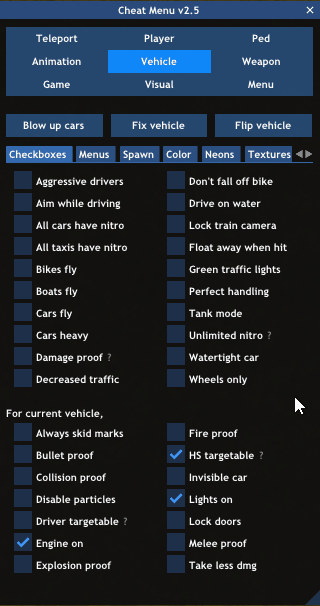 Cheat Menu v2.5
Teleport Player Ped
Animation Vehicle Weapon
Game Visual Menu
Blow up cars Fix vehicle Flip vehicle
Checkboxes Menus Spawn Color Neons Textures
Aggressive drivers Don't fall off bike
Aim while driving Drive on water
All cars have nitro Lock train camera
All taxis have nitro Float away when hit
Bikes fly Green traffic lights
Boats fly Perfect handling
Cars fly Tank mode
Cars heavy Unlimited nitro ?
Damage proof ? Watertight car
Decreased traffic Wheels only
For current vehicle,
Always skid marks Fire proof
Bullet proof HS targetable ?
Collision proof Invisible car
Disable particles Lights on
Driver targetable ? Lock doors
Engine on Melee proof
Explosion proof Take less dmg